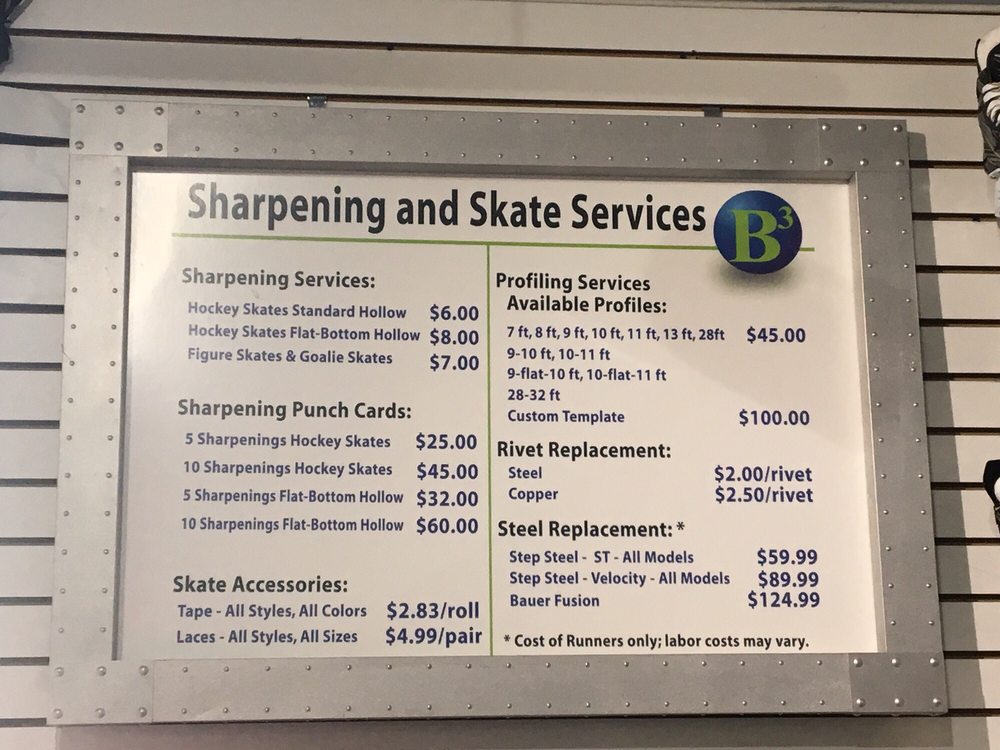 Sharpening and Skate Services
B3
Sharpening Services:
Hockey Skates Standard Hollow $6.00
Hockey Skates Flat-Bottom Hollow $8.00
Figure Skates & Goalie Skates $7.00
Sharpening Punch Cards:
5 Sharpenings Hockey Skates $25.00
10 Sharpenings Hockey Skates $45.00
5 Sharpenings Flat-Bottom Hollow $32.00
10 Sharpenings Flat-Bottom Hollow $60.00
Skate Accessories:
Tape - All Styles, All Colors $2.83/roll
Laces - All Styles, All Sizes $4.99/pair
Profiling Services
Available Profiles:
7 ft, 8 ft, 9 ft, 10 ft, 11 ft, 13 ft, 28ft $45.00
9-10 ft, 10-11 ft
9-flat-10 ft, 10-flat-11 ft
28-32 ft
Custom Template $100.00
Rivet Replacement:
Steel $2.00/rivet
Copper $2.50/rivet
Steel Replacement: *
Step Steel - ST - All Models $59.99
Step Steel - Velocity - All Models $89.99
Bauer Fusion $124.99
* Cost of Runners only; labor costs may vary.